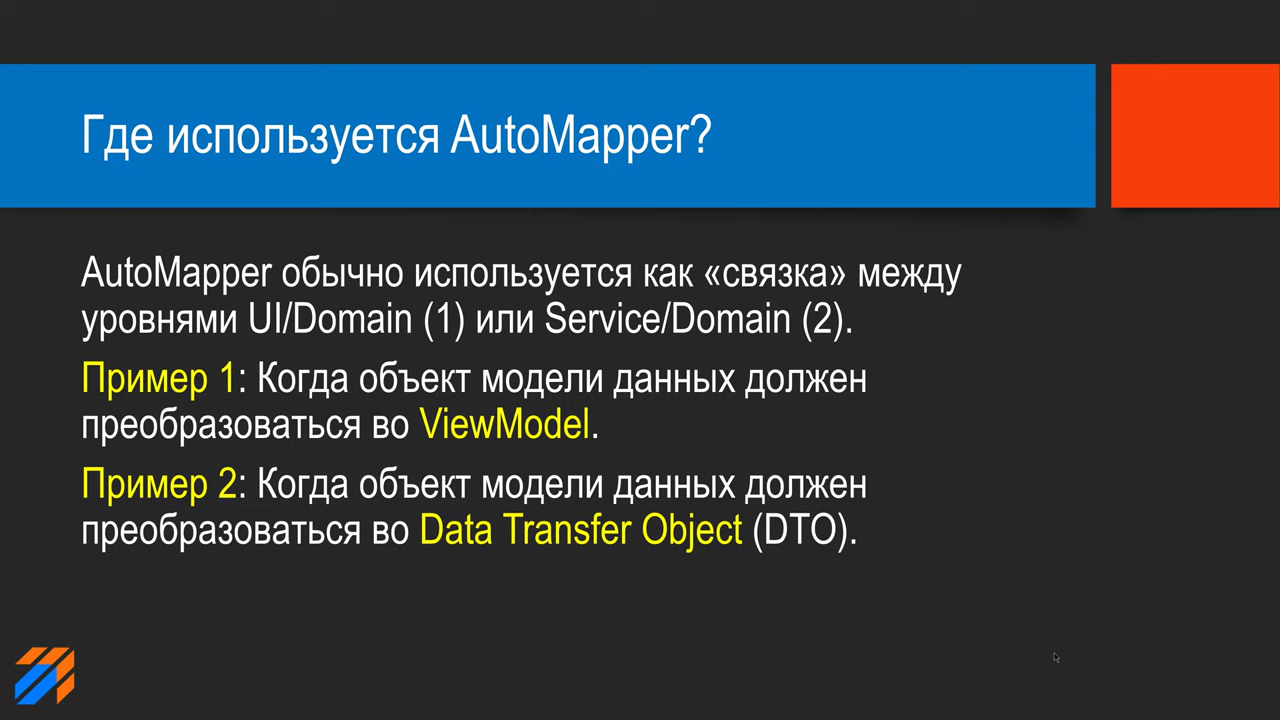 Где используется AutoMapper?
AutoMapper обычно используется как «связка» между
уровнями UI/Domain (1) или Service/Domain (2).
Пример 1: Когда объект модели данных должен
преобразоваться во ViewModel.
Пример 2: Когда объект модели данных должен
преобразоваться во Data Transfer Object (DTO).